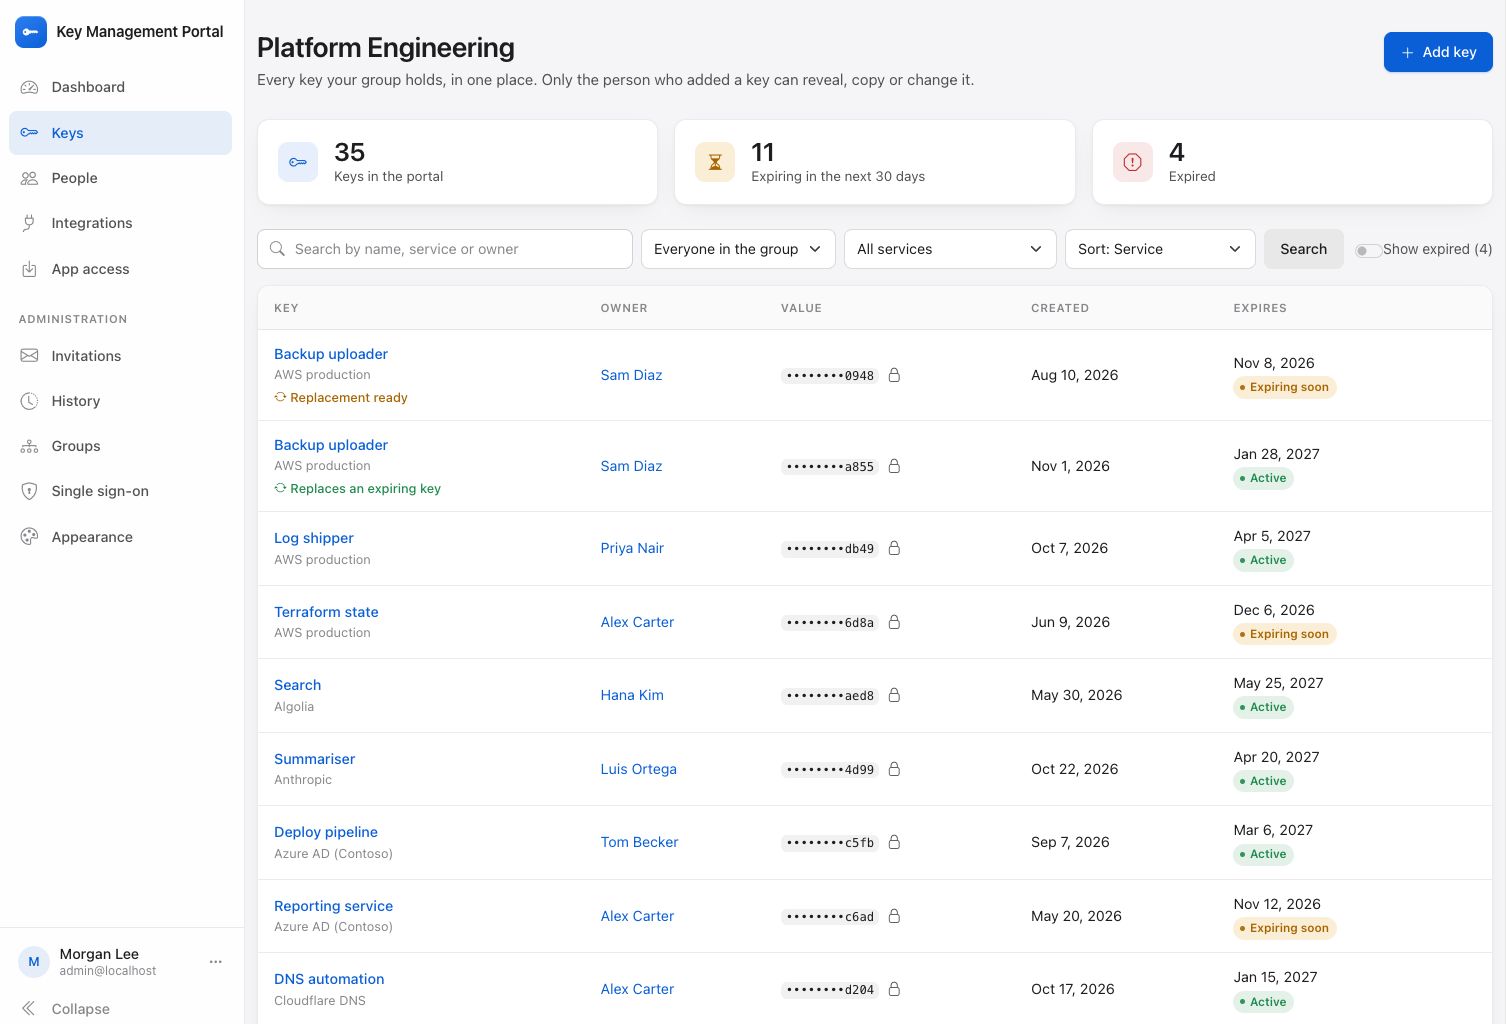 Key Management Portal
Dashboard
Keys
People
Integrations
App access
ADMINISTRATION
Invitations
History
Groups
Single sign-on
Appearance
M
Morgan Lee
admin@localhost
Collapse
Platform Engineering
Every key your group holds, in one place. Only the person who added a key can reveal, copy or change it.
+ Add key
35
Keys in the portal
11
Expiring in the next 30 days
4
Expired
Search by name, service or owner
Everyone in the group
All services
Sort: Service
Search
Show expired (4)
KEY OWNER VALUE CREATED EXPIRES
Backup uploader
AWS production
Replacement ready
Sam Diaz
••••••••0948
Aug 10, 2026
Nov 8, 2026
• Expiring soon
Backup uploader
AWS production
Replaces an expiring key
Sam Diaz
••••••••a855
Nov 1, 2026
Jan 28, 2027
• Active
Log shipper
AWS production
Priya Nair
••••••••db49
Oct 7, 2026
Apr 5, 2027
• Active
Terraform state
AWS production
Alex Carter
••••••••6d8a
Jun 9, 2026
Dec 6, 2026
• Expiring soon
Search
Algolia
Hana Kim
••••••••aed8
May 30, 2026
May 25, 2027
• Active
Summariser
Anthropic
Luis Ortega
••••••••4d99
Oct 22, 2026
Apr 20, 2027
• Active
Deploy pipeline
Azure AD (Contoso)
Tom Becker
••••••••c5fb
Sep 7, 2026
Mar 6, 2027
• Active
Reporting service
Azure AD (Contoso)
Alex Carter
••••••••c6ad
May 20, 2026
Nov 12, 2026
• Expiring soon
DNS automation
Cloudflare DNS
Alex Carter
••••••••d204
Oct 17, 2026
Jan 15, 2027
• Active